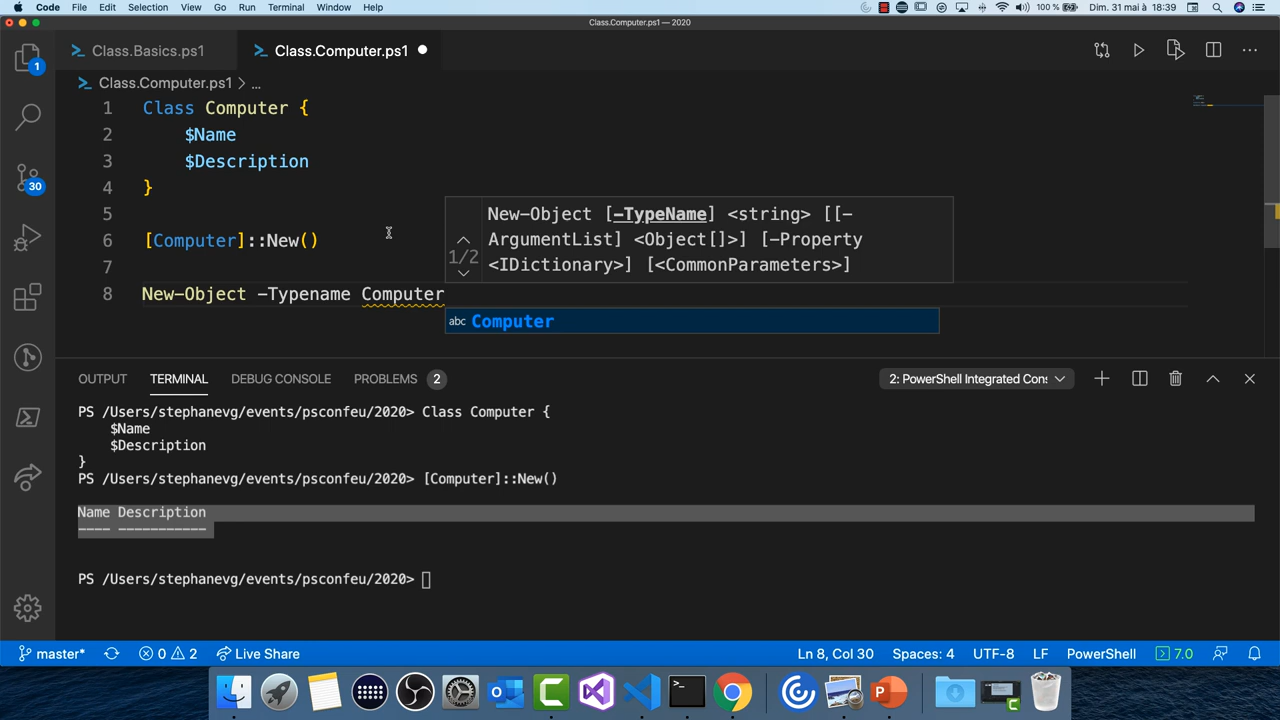 Code File Edit Selection View Go Run Terminal Window Help 100 % Dim. 31 mai à 18:39
Class.Computer.ps1 — 2020
Class.Basics.ps1 Class.Computer.ps1
Class.Computer.ps1 > ...
1 Class Computer {
2 $Name
3 $Description
4 }
5
6 [Computer]::New()
7
8 New-Object -Typename Computer
New-Object [-TypeName] <string> [[-
ArgumentList] <Object[]>] [-Property
<IDictionary>] [<CommonParameters>]
1/2
abc Computer
1
30
OUTPUT TERMINAL DEBUG CONSOLE PROBLEMS 2 2: PowerShell Integrated Cons
PS /Users/stephanevg/events/psconfeu/2020> Class Computer {
$Name
$Description
}
PS /Users/stephanevg/events/psconfeu/2020> [Computer]::New()
Name Description
---- -----------
PS /Users/stephanevg/events/psconfeu/2020>
master* 0 2 Live Share Ln 8, Col 30 Spaces: 4 UTF-8 LF PowerShell 7.0